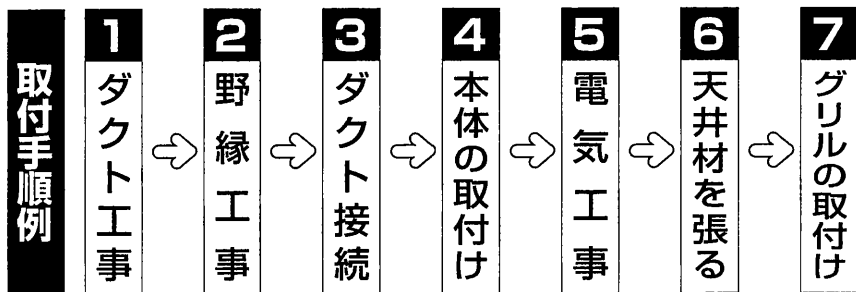 取付手順例
1
ダクト工事
2
野縁工事
3
ダクト接続
4
本体の取付け
5
電気工事
6
天井材を張る
7
グリルの取付け